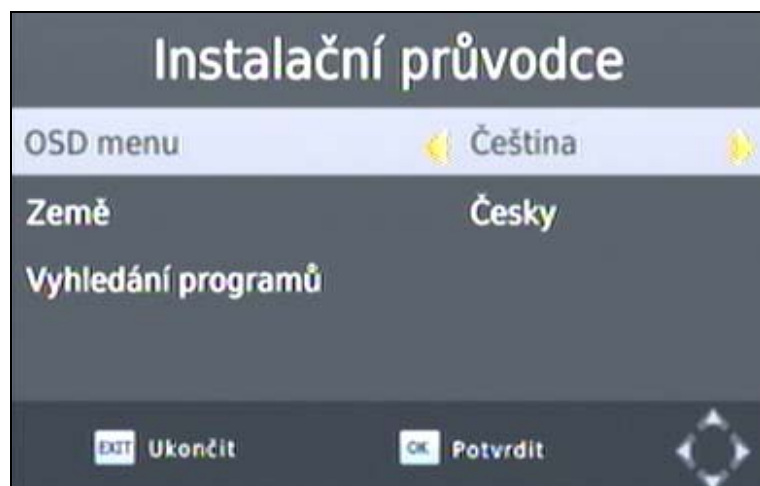 Instalační průvodce
OSD menu Čeština
Země Česky
Vyhledání programů
EXIT Ukončit OK Potvrdit